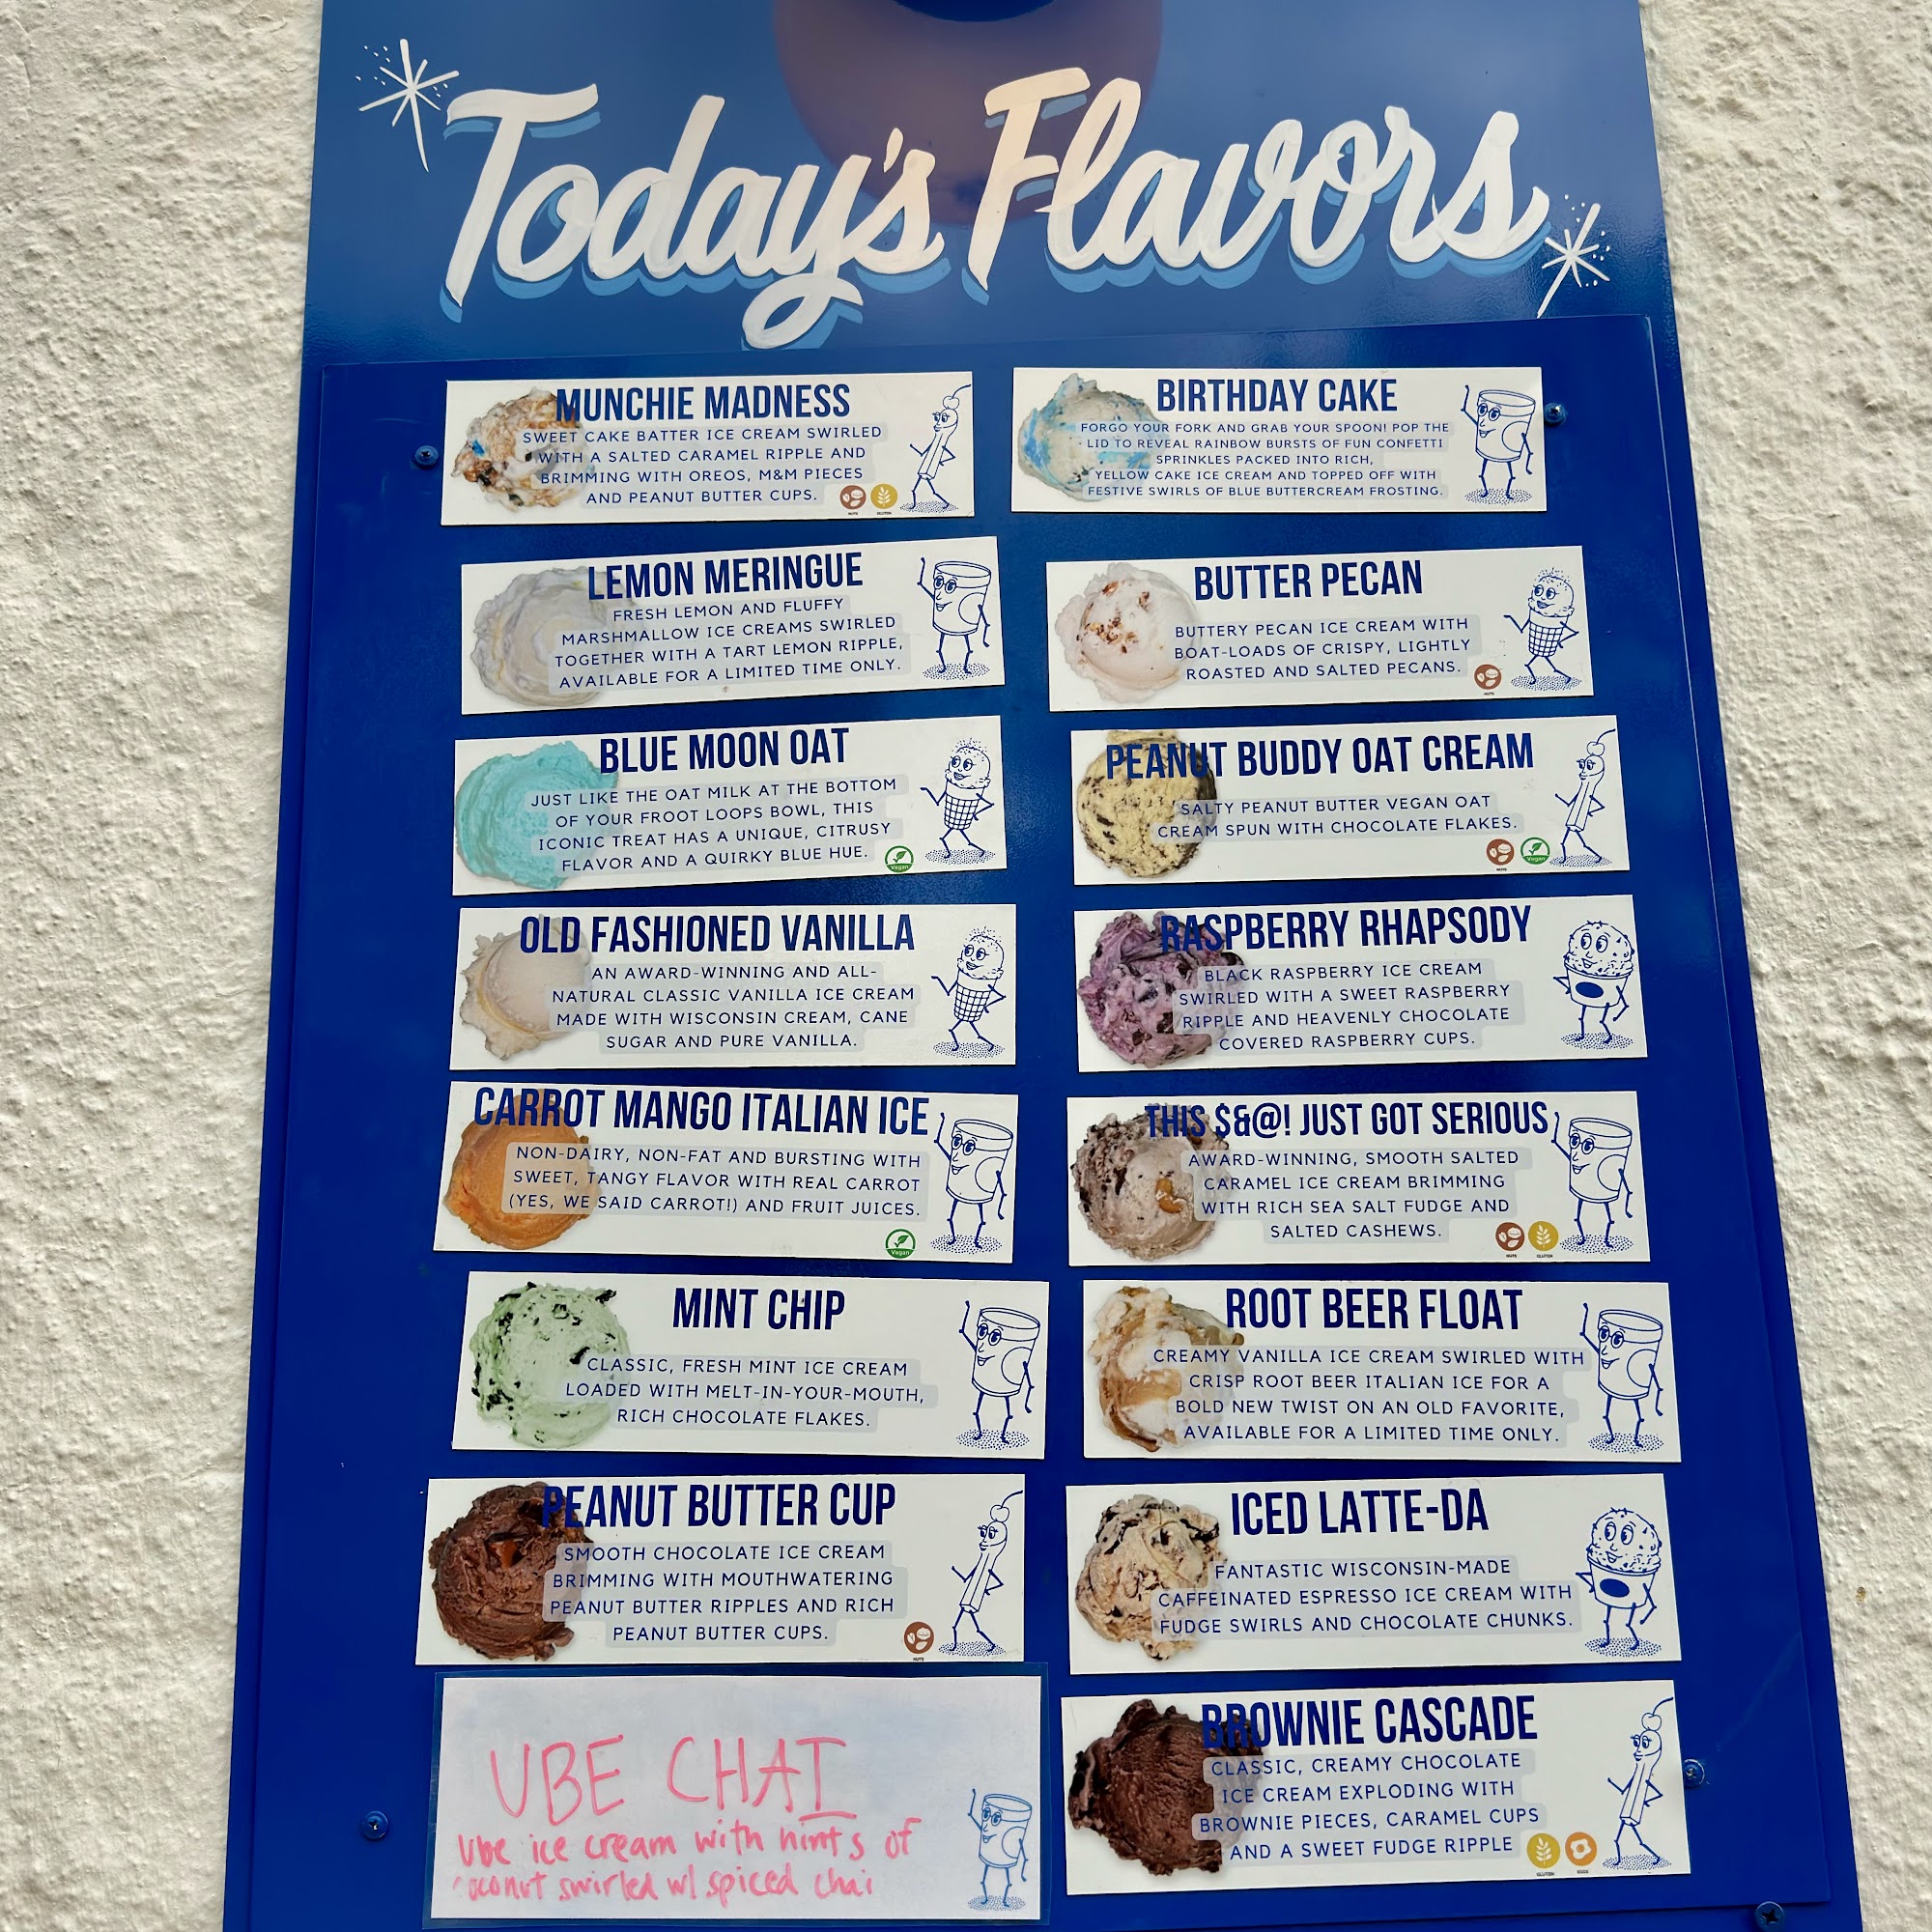 Today's Flavors
MUNCHIE MADNESS
SWEET CAKE BATTER ICE CREAM SWIRLED
WITH A SALTED CARAMEL RIPPLE AND
BRIMMING WITH OREOS, M&M PIECES
AND PEANUT BUTTER CUPS.
NUTS GLUTEN
BIRTHDAY CAKE
FORGO YOUR FORK AND GRAB YOUR SPOON! POP THE
LID TO REVEAL RAINBOW BURSTS OF FUN CONFETTI
SPRINKLES PACKED INTO RICH,
YELLOW CAKE ICE CREAM AND TOPPED OFF WITH
FESTIVE SWIRLS OF BLUE BUTTERCREAM FROSTING.
LEMON MERINGUE
FRESH LEMON AND FLUFFY
MARSHMALLOW ICE CREAMS SWIRLED
TOGETHER WITH A TART LEMON RIPPLE,
AVAILABLE FOR A LIMITED TIME ONLY.
BUTTER PECAN
BUTTERY PECAN ICE CREAM WITH
BOAT-LOADS OF CRISPY, LIGHTLY
ROASTED AND SALTED PECANS.
NUTS
BLUE MOON OAT
JUST LIKE THE OAT MILK AT THE BOTTOM
OF YOUR FROOT LOOPS BOWL, THIS
ICONIC TREAT HAS A UNIQUE, CITRUSY
FLAVOR AND A QUIRKY BLUE HUE.
Vegan
PEANUT BUDDY OAT CREAM
SALTY PEANUT BUTTER VEGAN OAT
CREAM SPUN WITH CHOCOLATE FLAKES.
NUTS Vegan
OLD FASHIONED VANILLA
AN AWARD-WINNING AND ALL-
NATURAL CLASSIC VANILLA ICE CREAM
MADE WITH WISCONSIN CREAM, CANE
SUGAR AND PURE VANILLA.
RASPBERRY RHAPSODY
BLACK RASPBERRY ICE CREAM
SWIRLED WITH A SWEET RASPBERRY
RIPPLE AND HEAVENLY CHOCOLATE
COVERED RASPBERRY CUPS.
CARROT MANGO ITALIAN ICE
NON-DAIRY, NON-FAT AND BURSTING WITH
SWEET, TANGY FLAVOR WITH REAL CARROT
(YES, WE SAID CARROT!) AND FRUIT JUICES.
Vegan
THIS $&@! JUST GOT SERIOUS
AWARD-WINNING, SMOOTH SALTED
CARAMEL ICE CREAM BRIMMING
WITH RICH SEA SALT FUDGE AND
SALTED CASHEWS.
NUTS GLUTEN
MINT CHIP
CLASSIC, FRESH MINT ICE CREAM
LOADED WITH MELT-IN-YOUR-MOUTH,
RICH CHOCOLATE FLAKES.
ROOT BEER FLOAT
CREAMY VANILLA ICE CREAM SWIRLED WITH
CRISP ROOT BEER ITALIAN ICE FOR A
BOLD NEW TWIST ON AN OLD FAVORITE,
AVAILABLE FOR A LIMITED TIME ONLY.
PEANUT BUTTER CUP
SMOOTH CHOCOLATE ICE CREAM
BRIMMING WITH MOUTHWATERING
PEANUT BUTTER RIPPLES AND RICH
PEANUT BUTTER CUPS.
NUTS
ICED LATTE-DA
FANTASTIC WISCONSIN-MADE
CAFFEINATED ESPRESSO ICE CREAM WITH
FUDGE SWIRLS AND CHOCOLATE CHUNKS.
UBE CHAI
Ube ice cream with hints of
coconut swirled w/ spiced chai
BROWNIE CASCADE
CLASSIC, CREAMY CHOCOLATE
ICE CREAM EXPLODING WITH
BROWNIE PIECES, CARAMEL CUPS
AND A SWEET FUDGE RIPPLE
GLUTEN EGGS